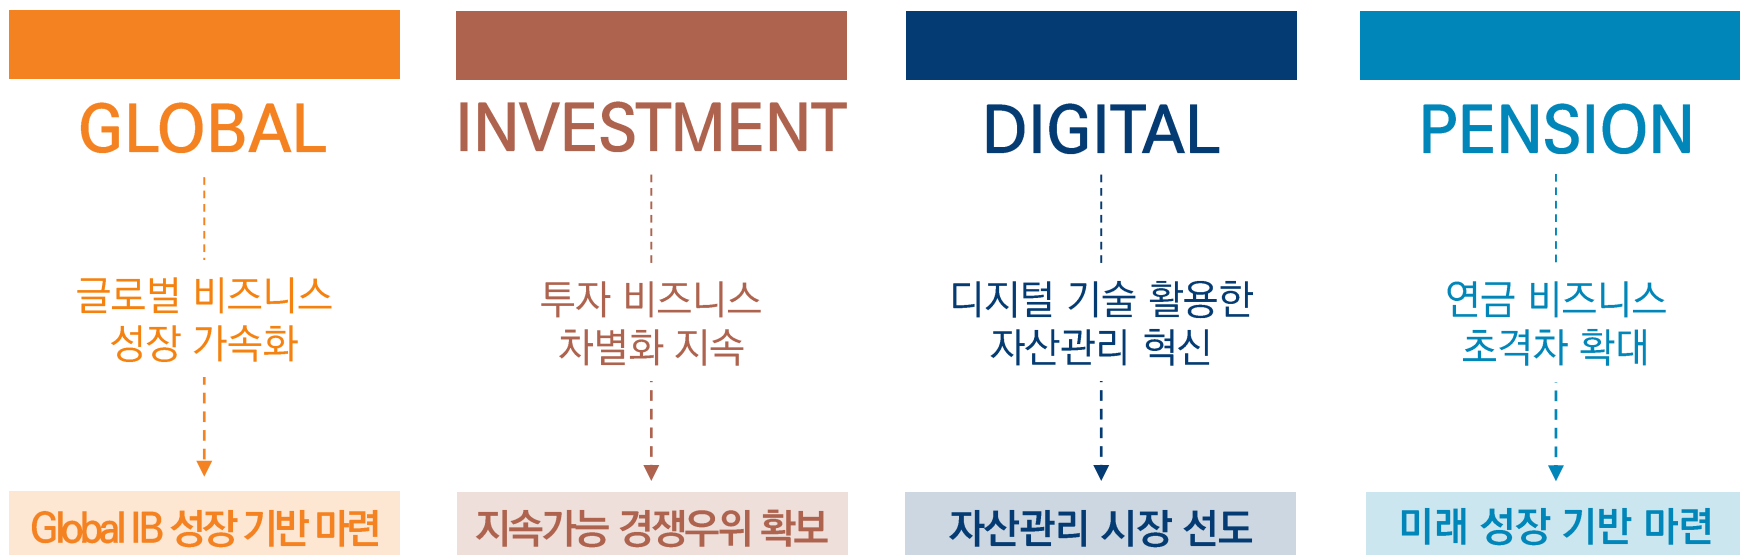 GLOBAL
글로벌 비즈니스
성장 가속화
Global IB 성장 기반 마련
INVESTMENT
투자 비즈니스
차별화 지속
지속가능 경쟁우위 확보
DIGITAL
디지털 기술 활용한
자산관리 혁신
자산관리 시장 선도
PENSION
연금 비즈니스
초격차 확대
미래 성장 기반 마련